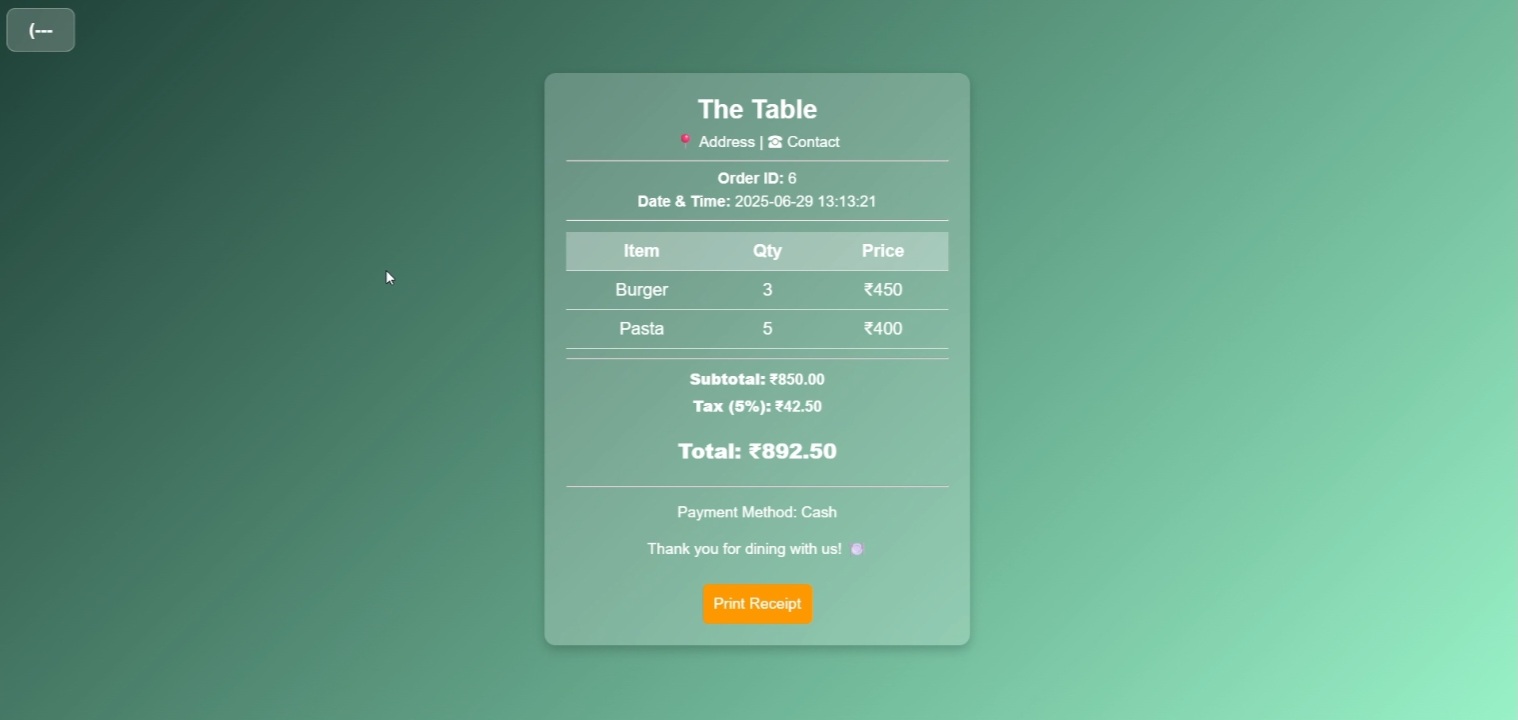 (---
The Table
📍 Address | ☎ Contact
Order ID: 6
Date & Time: 2025-06-29 13:13:21
Item Qty Price
Burger 3 ₹450
Pasta 5 ₹400
Subtotal: ₹850.00
Tax (5%): ₹42.50
Total: ₹892.50
Payment Method: Cash
Thank you for dining with us!
Print Receipt